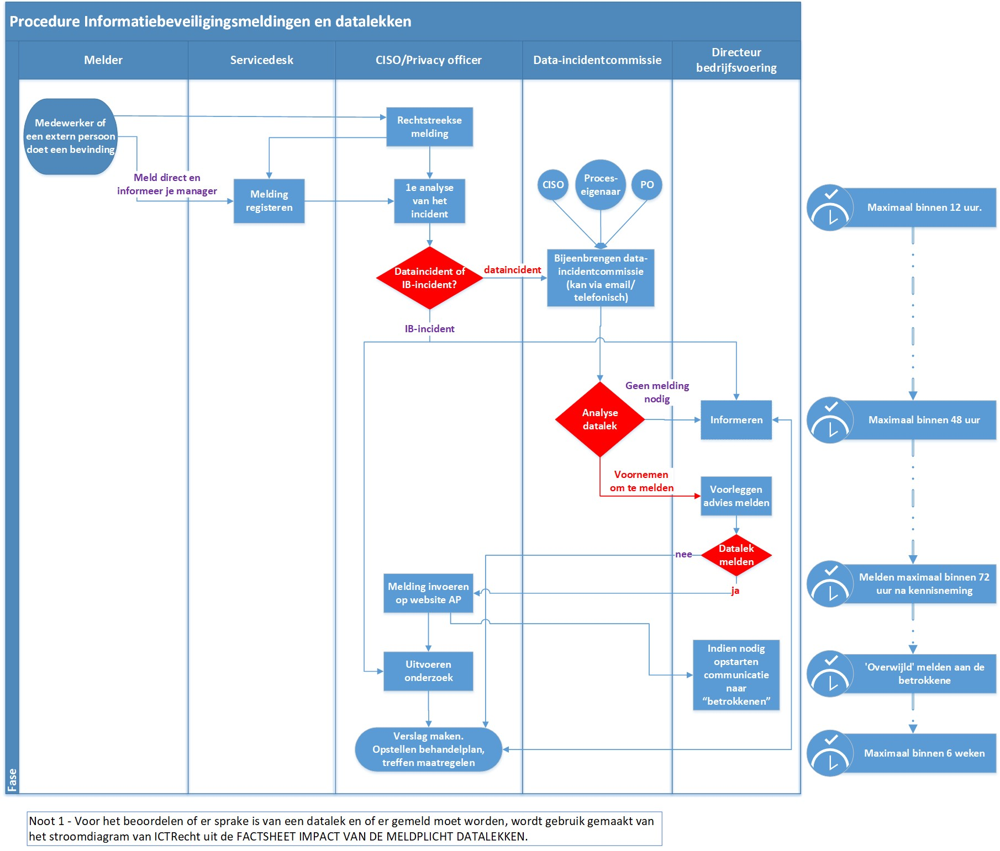 Procedure Informatiebeveiligingsmeldingen en datalekken
Melder
Servicedesk
CISO/Privacy officer
Data-incidentcommissie
Directeur
bedrijfsvoering
Medewerker of
een extern persoon
doet een bevinding
Rechtstreekse
melding
Meld direct en
informeer je manager
Melding
registeren
1e analyse
van het
incident
CISO
Proces-
eigenaar
PO
Maximaal binnen 12 uur.
Dataincident of
IB-incident?
dataincident
Bijeenbrengen data-
incidentcommissie
(kan via email/
telefonisch)
IB-incident
Geen melding
nodig
Analyse
datalek
Informeren
Maximaal binnen 48 uur
Voornemen
om te melden
Voorleggen
advies melden
Datalek
melden
nee
ja
Melding invoeren
op website AP
Melden maximaal binnen 72
uur na kennisneming
Uitvoeren
onderzoek
Indien nodig
opstarten
communicatie
naar
“betrokkenen”
'Overwijld' melden aan de
betrokkene
Verslag maken.
Opstellen behandelplan,
treffen maatregelen
Maximaal binnen 6 weken
Fase
Noot 1 - Voor het beoordelen of er sprake is van een datalek en of er gemeld moet worden, wordt gebruik gemaakt van
het stroomdiagram van ICTRecht uit de FACTSHEET IMPACT VAN DE MELDPLICHT DATALEKKEN.